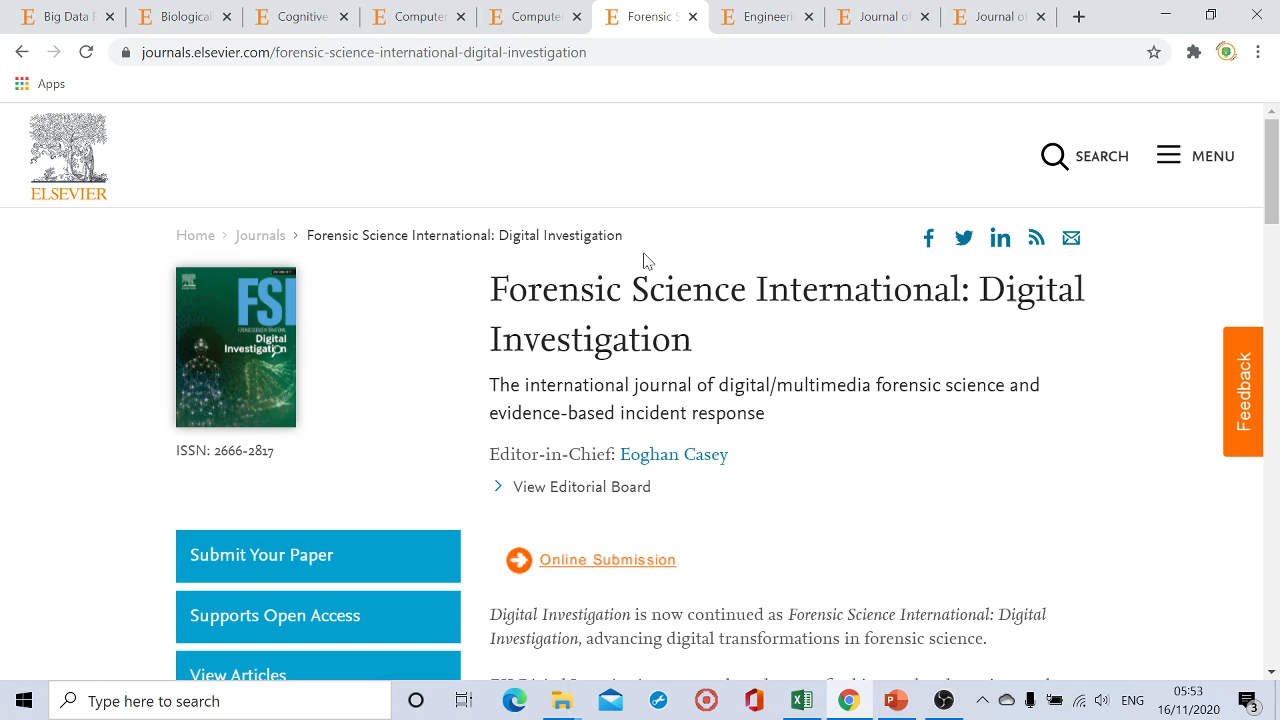 Big Data R
Biological
Cognitive
Computer
Computer
Forensic S
Engineeri
Journal of
Journal of
journals.elsevier.com/forensic-science-international-digital-investigation
Apps
ELSEVIER
SEARCH
MENU
Home > Journals > Forensic Science International: Digital Investigation
FSI
Digital
Investigation
ISSN: 2666-2817
Forensic Science International: Digital
Investigation
The international journal of digital/multimedia forensic science and
evidence-based incident response
Editor-in-Chief: Eoghan Casey
View Editorial Board
Feedback
Submit Your Paper
Supports Open Access
View Articles
Online Submission
Digital Investigation is now continued as Forensic Science International: Digital
Investigation, advancing digital transformations in forensic science.
Type here to search
ENG
05:53
16/11/2020
3